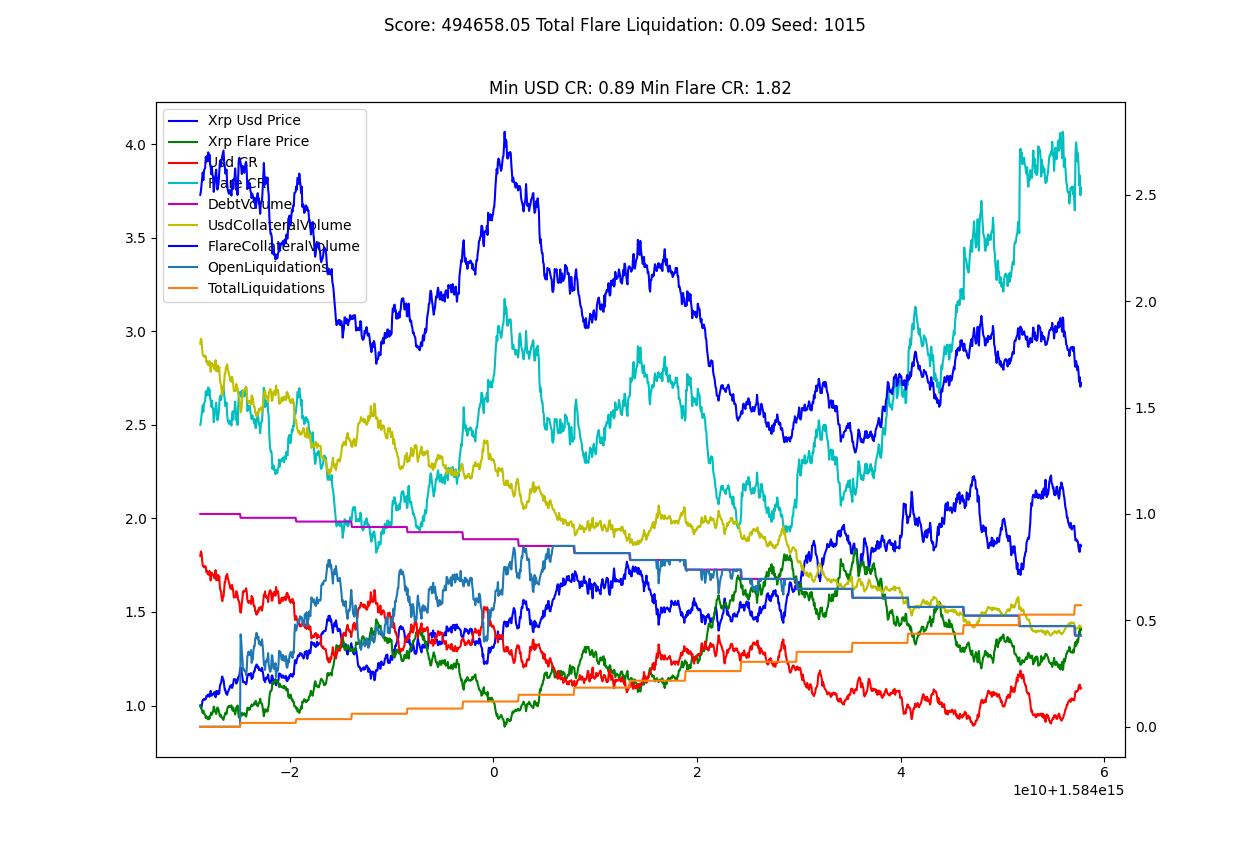 Score: 494658.05 Total Flare Liquidation: 0.09 Seed: 1015
Min USD CR: 0.89 Min Flare CR: 1.82
Xrp Usd Price
Xrp Flare Price
Usd CR
Flare CR
DebtVolume
UsdCollateralVolume
FlareCollateralVolume
OpenLiquidations
TotalLiquidations
4.0
3.5
3.0
2.5
2.0
1.5
1.0
2.5
2.0
1.5
1.0
0.5
0.0
−2 0 2 4 6
1e10+1.584e15